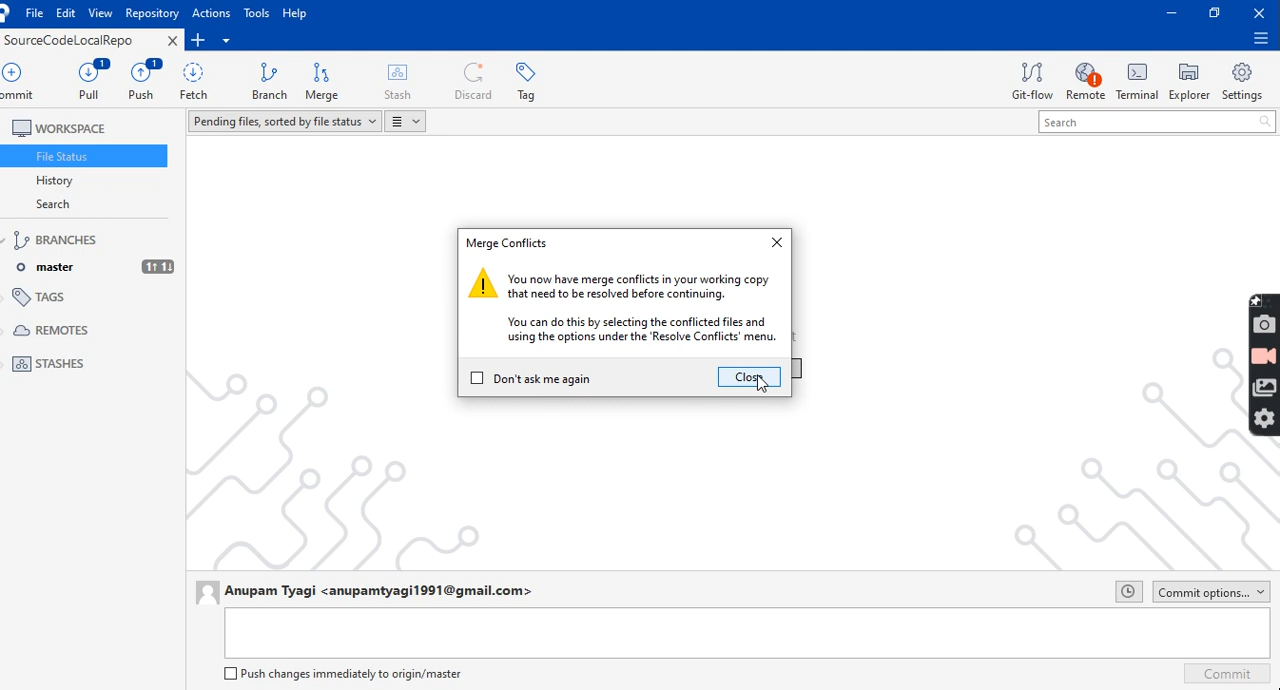 File Edit View Repository Actions Tools Help
SourceCodeLocalRepo
1 1
ommit Pull Push Fetch Branch Merge Stash Discard Tag Git-flow Remote Terminal Explorer Settings
WORKSPACE
Pending files, sorted by file status
Search
File Status
History
Search
BRANCHES
master 1↑ 1↓
TAGS
REMOTES
STASHES
Merge Conflicts
You now have merge conflicts in your working copy
that need to be resolved before continuing.
You can do this by selecting the conflicted files and
using the options under the 'Resolve Conflicts' menu.
Don't ask me again
Close
Anupam Tyagi <anupamtyagi1991@gmail.com>
Commit options...
Push changes immediately to origin/master
Commit